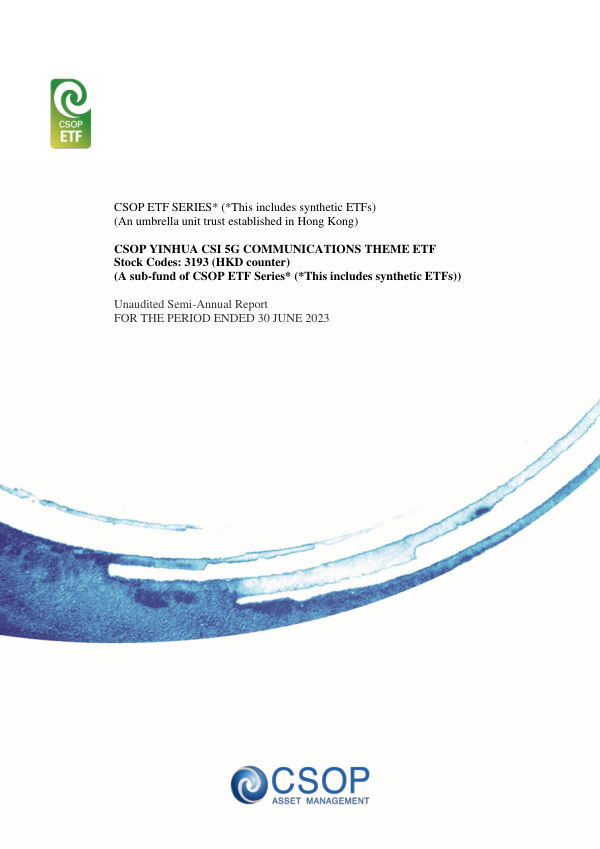 CSOP
ETF
CSOP ETF SERIES* (*This includes synthetic ETFs)
(An umbrella unit trust established in Hong Kong)
CSOP YINHUA CSI 5G COMMUNICATIONS THEME ETF
Stock Codes: 3193 (HKD counter)
(A sub-fund of CSOP ETF Series* (*This includes synthetic ETFs))
Unaudited Semi-Annual Report
FOR THE PERIOD ENDED 30 JUNE 2023
CSOP
ASSET MANAGEMENT